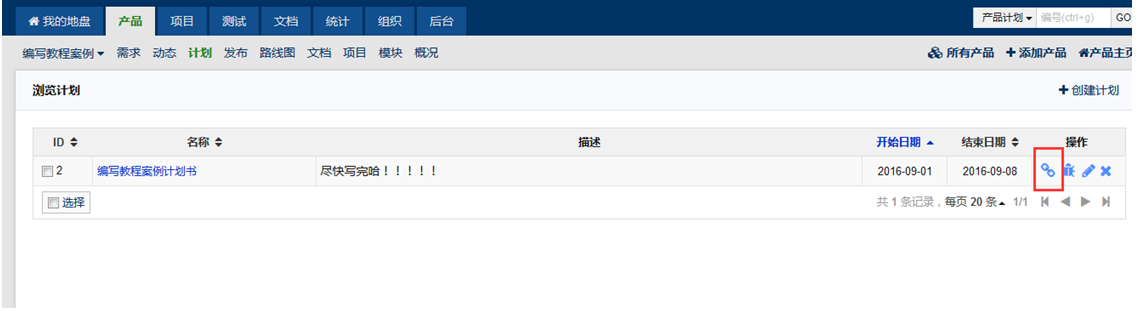 我的地盘 产品 项目 测试 文档 统计 组织 后台 产品计划 编号(ctrl+g) GO
编写教程案例 需求 动态 计划 发布 路线图 文档 项目 模块 概况 所有产品 添加产品 产品主页
浏览计划 创建计划
ID 名称 描述 开始日期 结束日期 操作
2 编写教程案例计划书 尽快写完哈！！！！！ 2016-09-01 2016-09-08
选择 共 1 条记录，每页 20 条 1/1